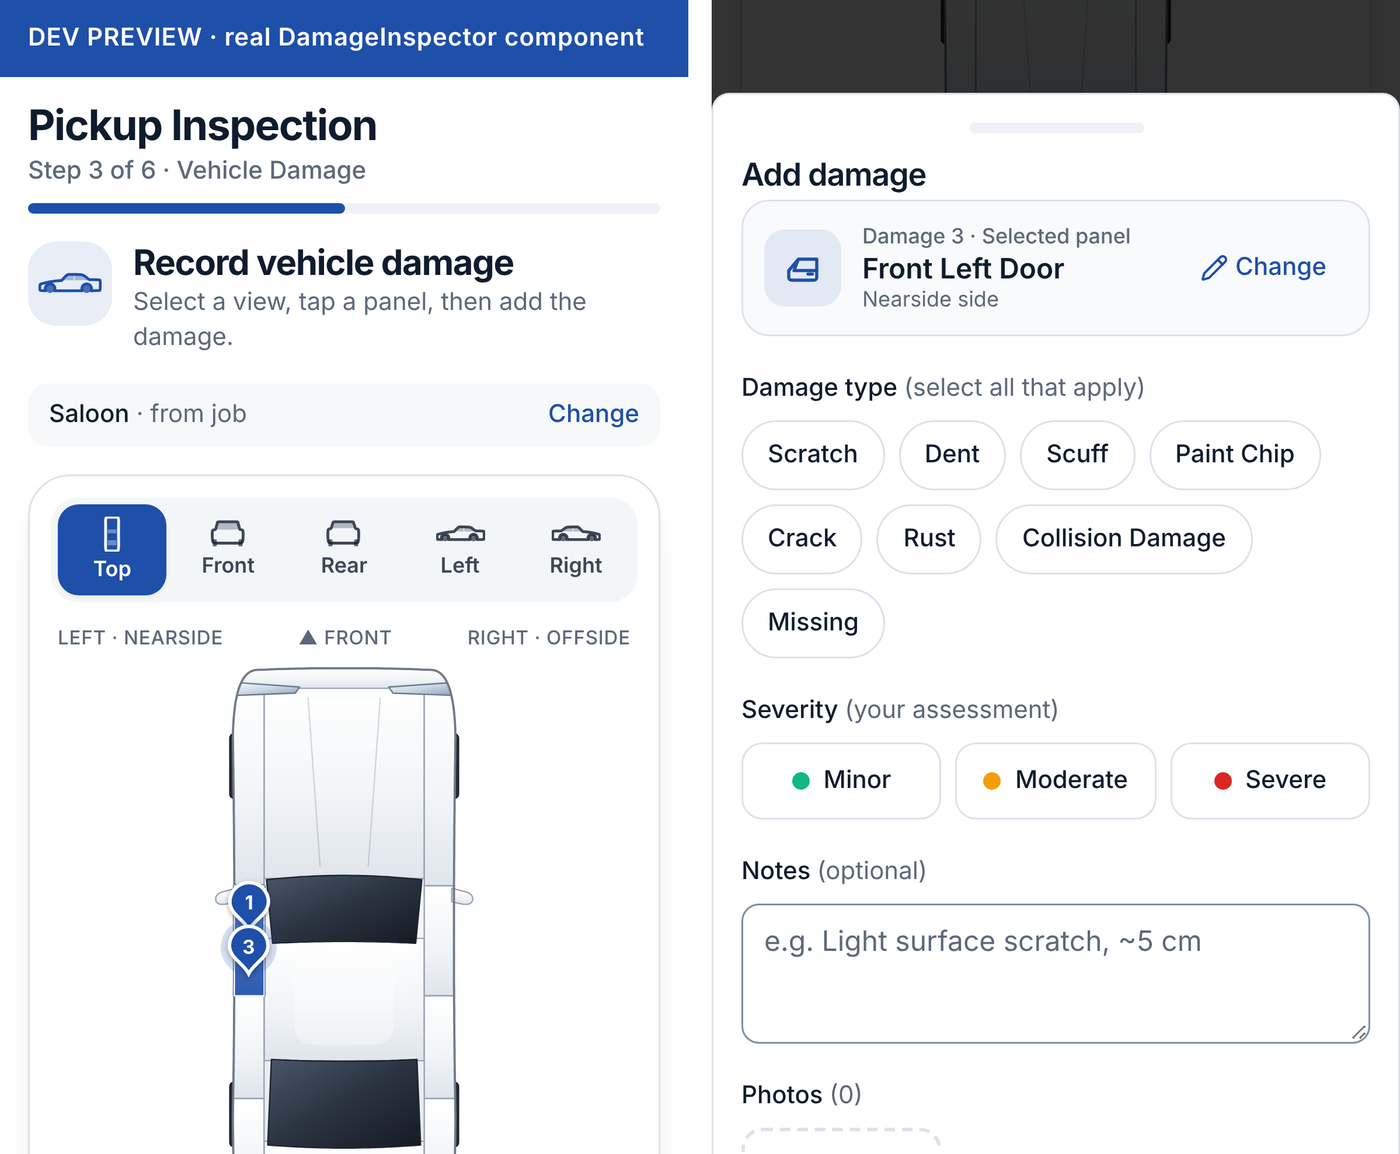 DEV PREVIEW · real DamageInspector component
Pickup Inspection
Step 3 of 6 · Vehicle Damage
Record vehicle damage
Select a view, tap a panel, then add the
damage.
Saloon · from job
Change
Top
Front
Rear
Left
Right
LEFT · NEARSIDE
▲ FRONT
RIGHT · OFFSIDE
1
3
Add damage
Damage 3 · Selected panel
Front Left Door
Nearside side
Change
Damage type (select all that apply)
Scratch
Dent
Scuff
Paint Chip
Crack
Rust
Collision Damage
Missing
Severity (your assessment)
Minor
Moderate
Severe
Notes (optional)
e.g. Light surface scratch, ~5 cm
Photos (0)